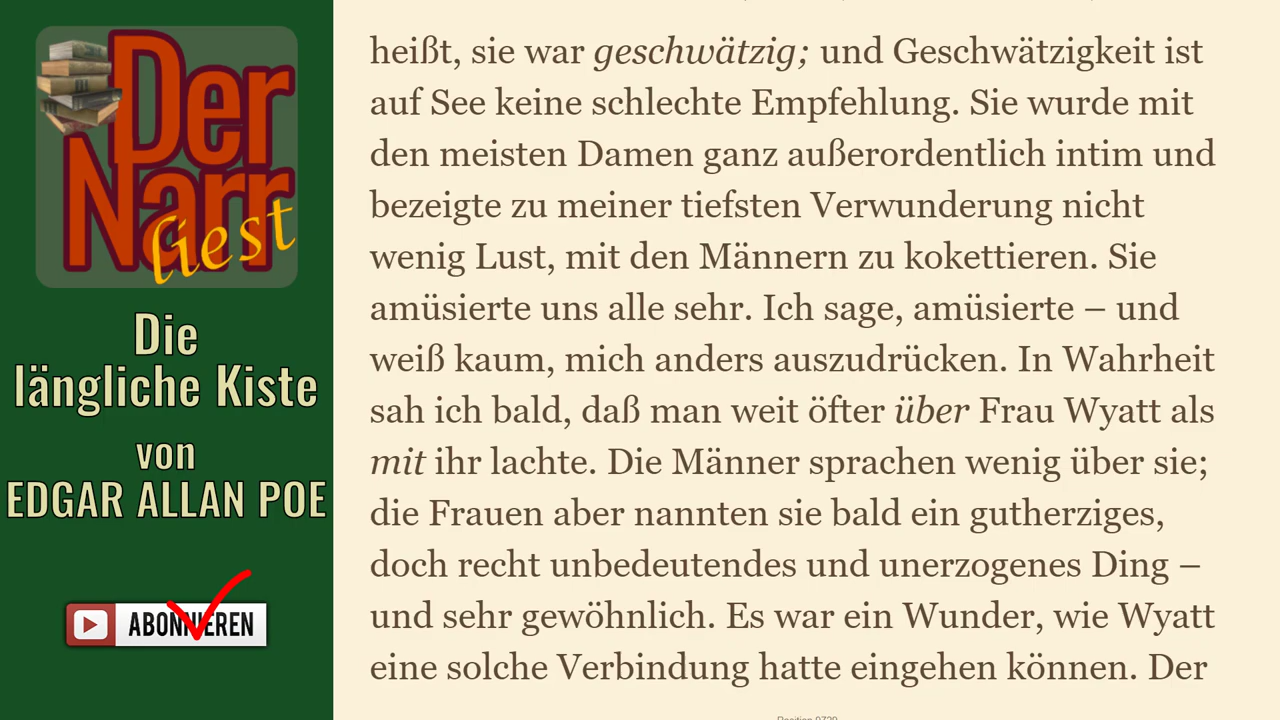 Der
Narr
liest
Die
längliche Kiste
von
EDGAR ALLAN POE
ABONNIEREN
heißt, sie war geschwätzig; und Geschwätzigkeit ist
auf See keine schlechte Empfehlung. Sie wurde mit
den meisten Damen ganz außerordentlich intim und
bezeigte zu meiner tiefsten Verwunderung nicht
wenig Lust, mit den Männern zu kokettieren. Sie
amüsierte uns alle sehr. Ich sage, amüsierte – und
weiß kaum, mich anders auszudrücken. In Wahrheit
sah ich bald, daß man weit öfter über Frau Wyatt als
mit ihr lachte. Die Männer sprachen wenig über sie;
die Frauen aber nannten sie bald ein gutherziges,
doch recht unbedeutendes und unerzogenes Ding –
und sehr gewöhnlich. Es war ein Wunder, wie Wyatt
eine solche Verbindung hatte eingehen können. Der